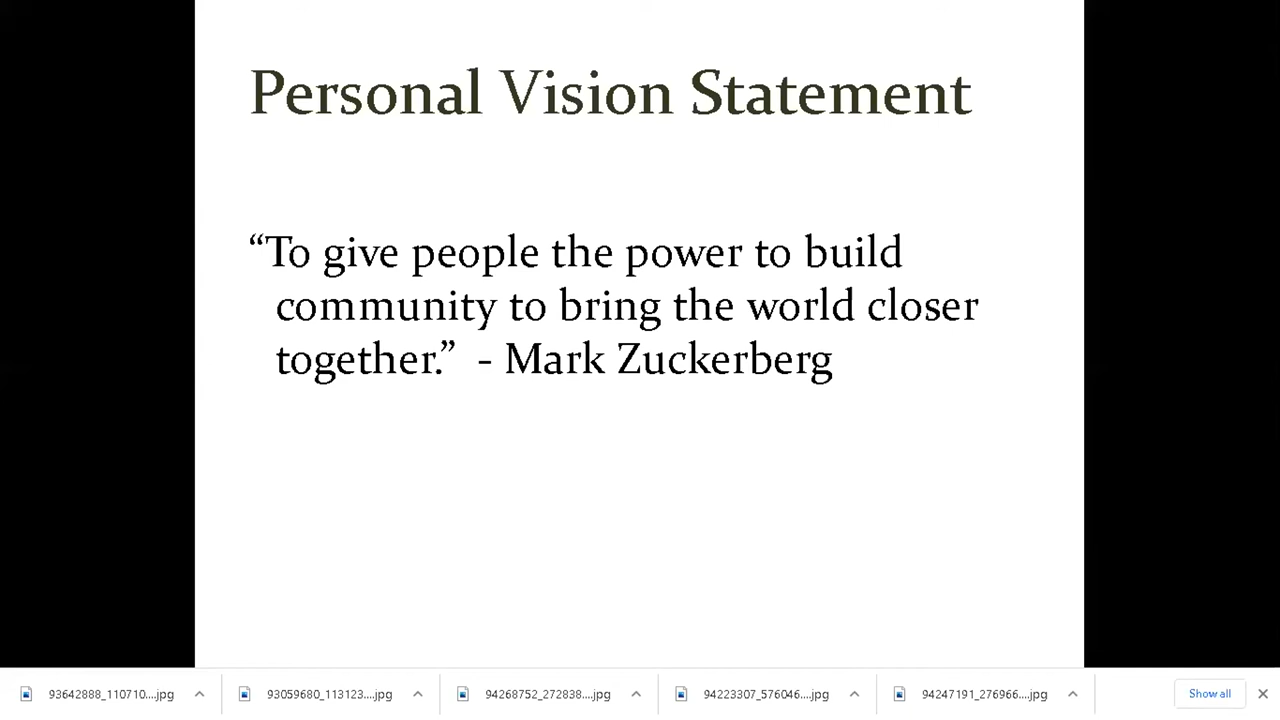 Personal Vision Statement
“To give people the power to build
community to bring the world closer
together.” - Mark Zuckerberg
93642888_110710....jpg
93059680_113123....jpg
94268752_272838....jpg
94223307_576046....jpg
94247191_276966....jpg
Show all